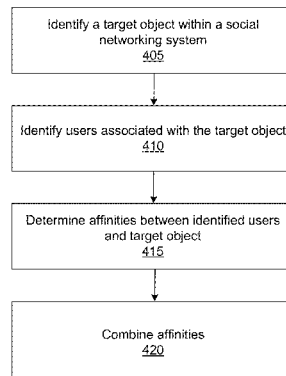 Identify a target object within a social
networking system
405
Identify users associated with the target object
410
Determine affinities between identified users
and target object
415
Combine affinities
420